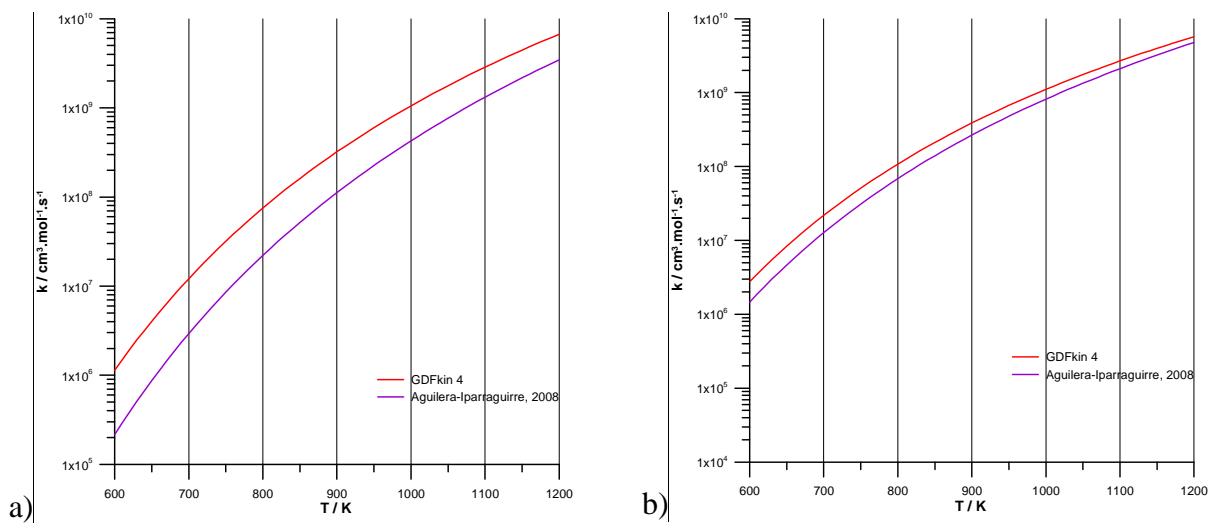 1x10¹⁰
1x10⁹
1x10⁸
1x10⁷
1x10⁶
1x10⁵
k / cm³.mol⁻¹.s⁻¹
600 700 800 900 1000 1100 1200
T / K
GDFkin 4
Aguilera-Iparraguirre, 2008
a)
1x10¹⁰
1x10⁹
1x10⁸
1x10⁷
1x10⁶
1x10⁵
1x10⁴
k / cm³.mol⁻¹.s⁻¹
600 700 800 900 1000 1100 1200
T / K
GDFkin 4
Aguilera-Iparraguirre, 2008
b)